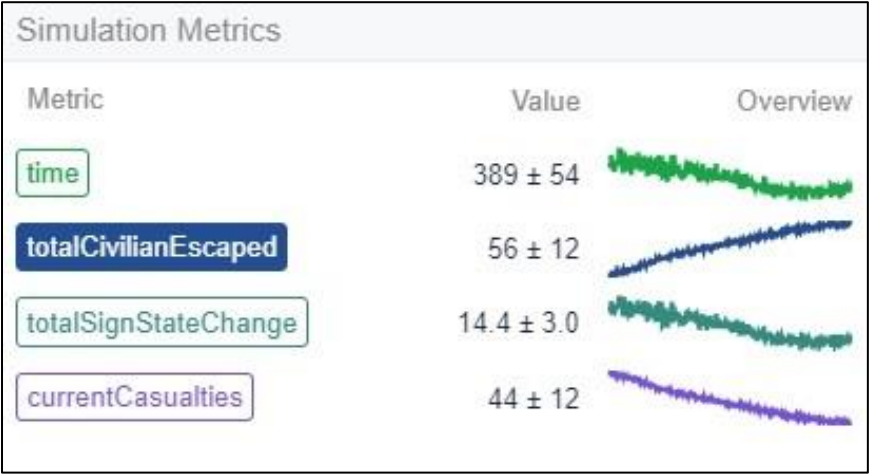 Simulation Metrics
Metric Value Overview
time 389 ± 54
totalCivilianEscaped 56 ± 12
totalSignStateChange 14.4 ± 3.0
currentCasualties 44 ± 12